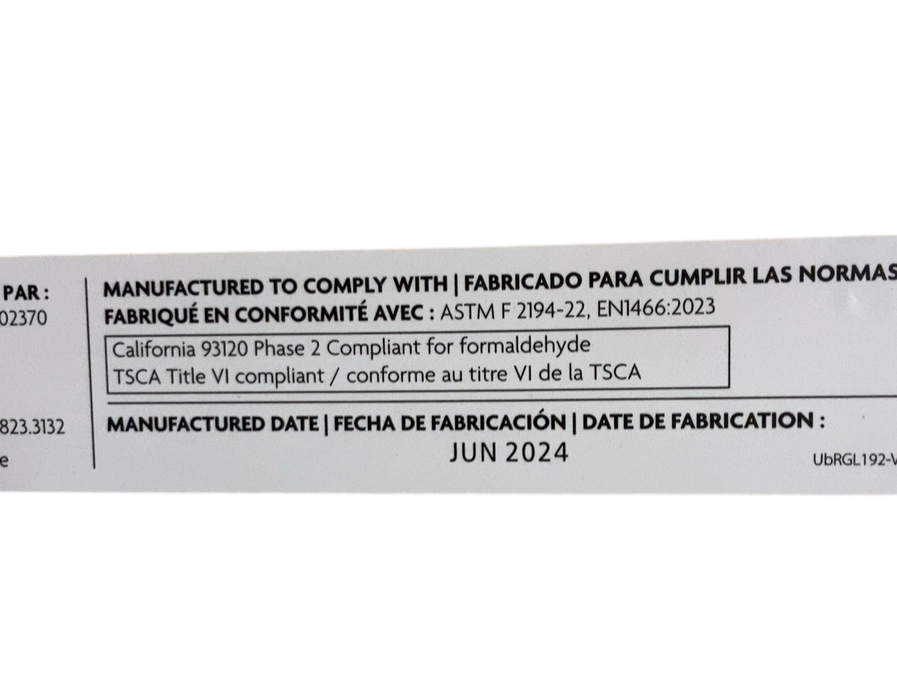 PAR :
02370
823.3132
e
MANUFACTURED TO COMPLY WITH | FABRICADO PARA CUMPLIR LAS NORMAS
FABRIQUÉ EN CONFORMITÉ AVEC : ASTM F 2194-22, EN1466:2023
California 93120 Phase 2 Compliant for formaldehyde
TSCA Title VI compliant / conforme au titre VI de la TSCA
MANUFACTURED DATE | FECHA DE FABRICACIÓN | DATE DE FABRICATION :
JUN 2024
UbRGL192-V